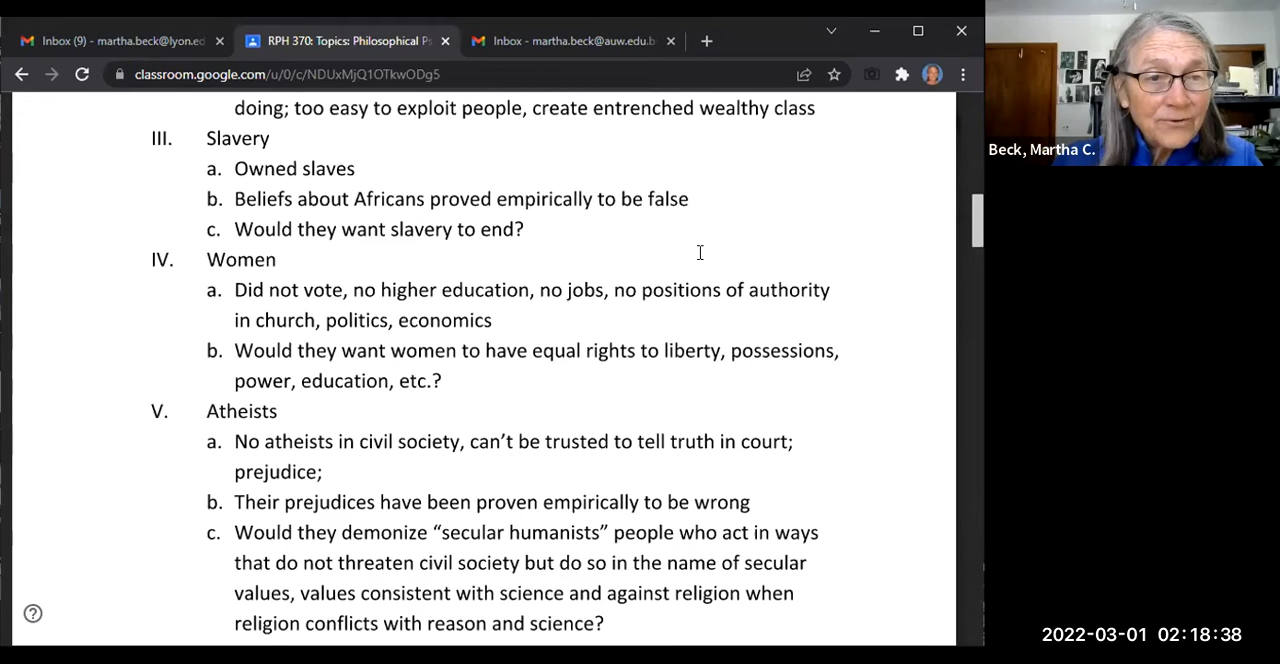 Inbox (9) - martha.beck@lyon.ed
RPH 370: Topics: Philosophical Ps
Inbox - martha.beck@auw.edu.b
classroom.google.com/u/0/c/NDUxMjQ1OTkwODg5
doing; too easy to exploit people, create entrenched wealthy class
Beck, Martha C.
III. Slavery
a. Owned slaves
b. Beliefs about Africans proved empirically to be false
c. Would they want slavery to end?
IV. Women
a. Did not vote, no higher education, no jobs, no positions of authority
in church, politics, economics
b. Would they want women to have equal rights to liberty, possessions,
power, education, etc.?
V. Atheists
a. No atheists in civil society, can’t be trusted to tell truth in court;
prejudice;
b. Their prejudices have been proven empirically to be wrong
c. Would they demonize “secular humanists” people who act in ways
that do not threaten civil society but do so in the name of secular
values, values consistent with science and against religion when
religion conflicts with reason and science?
2022-03-01 02:18:38